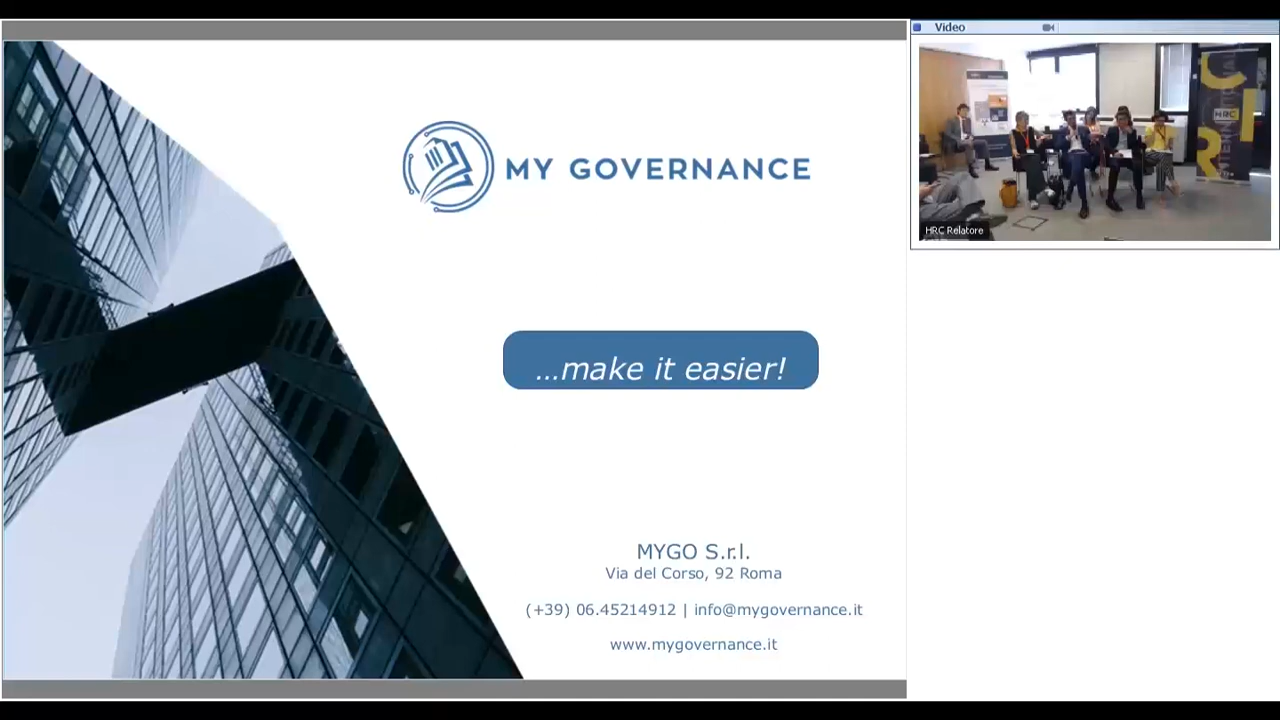 MY GOVERNANCE
...make it easier!
MYGO S.r.l.
Via del Corso, 92 Roma
(+39) 06.45214912 | info@mygovernance.it
www.mygovernance.it
Video
HRC
HRC Relatore